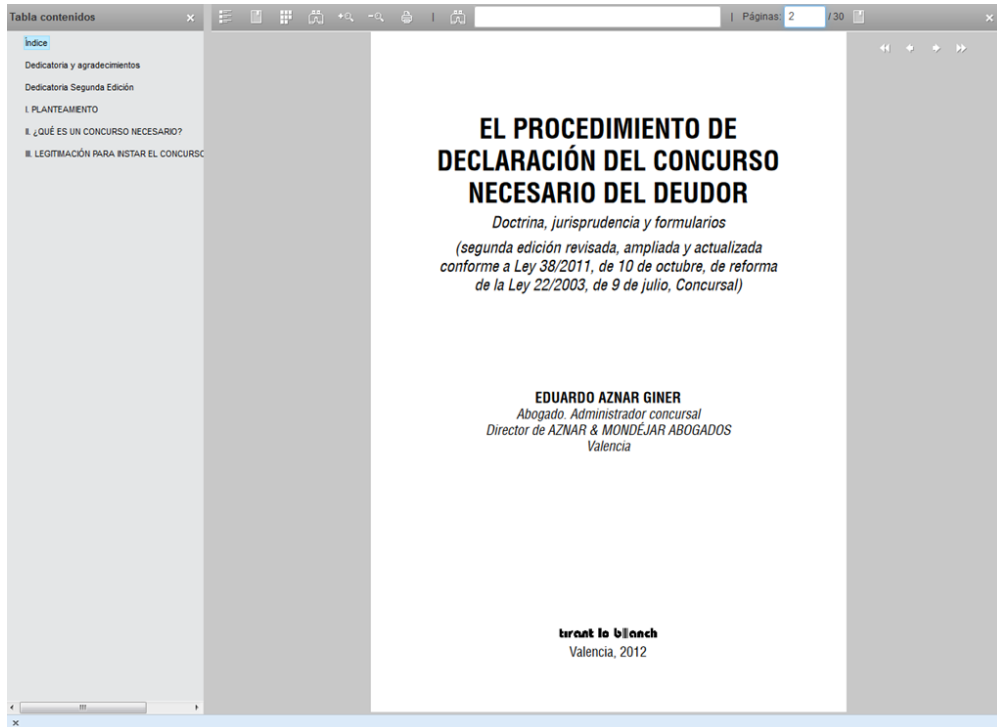 Tabla contenidos
Índice
Dedicatoria y agradecimientos
Dedicatoria Segunda Edición
I. PLANTEAMIENTO
II. ¿QUÉ ES UN CONCURSO NECESARIO?
III. LEGITIMACIÓN PARA INSTAR EL CONCURSO
| Páginas: 2 / 30
EL PROCEDIMIENTO DE
DECLARACIÓN DEL CONCURSO
NECESARIO DEL DEUDOR
Doctrina, jurisprudencia y formularios
(segunda edición revisada, ampliada y actualizada
conforme a Ley 38/2011, de 10 de octubre, de reforma
de la Ley 22/2003, de 9 de julio, Concursal)
EDUARDO AZNAR GINER
Abogado. Administrador concursal
Director de AZNAR & MONDÉJAR ABOGADOS
Valencia
tirant lo blanch
Valencia, 2012